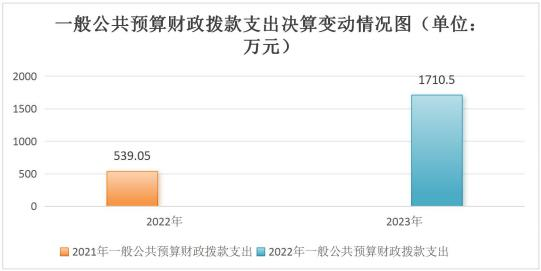 一般公共预算财政拨款支出决算变动情况图（单位：
万元）
2000
1500
1000
500
0
539.05
1710.5
2022年
2023年
2021年一般公共预算财政拨款支出
2022年一般公共预算财政拨款支出